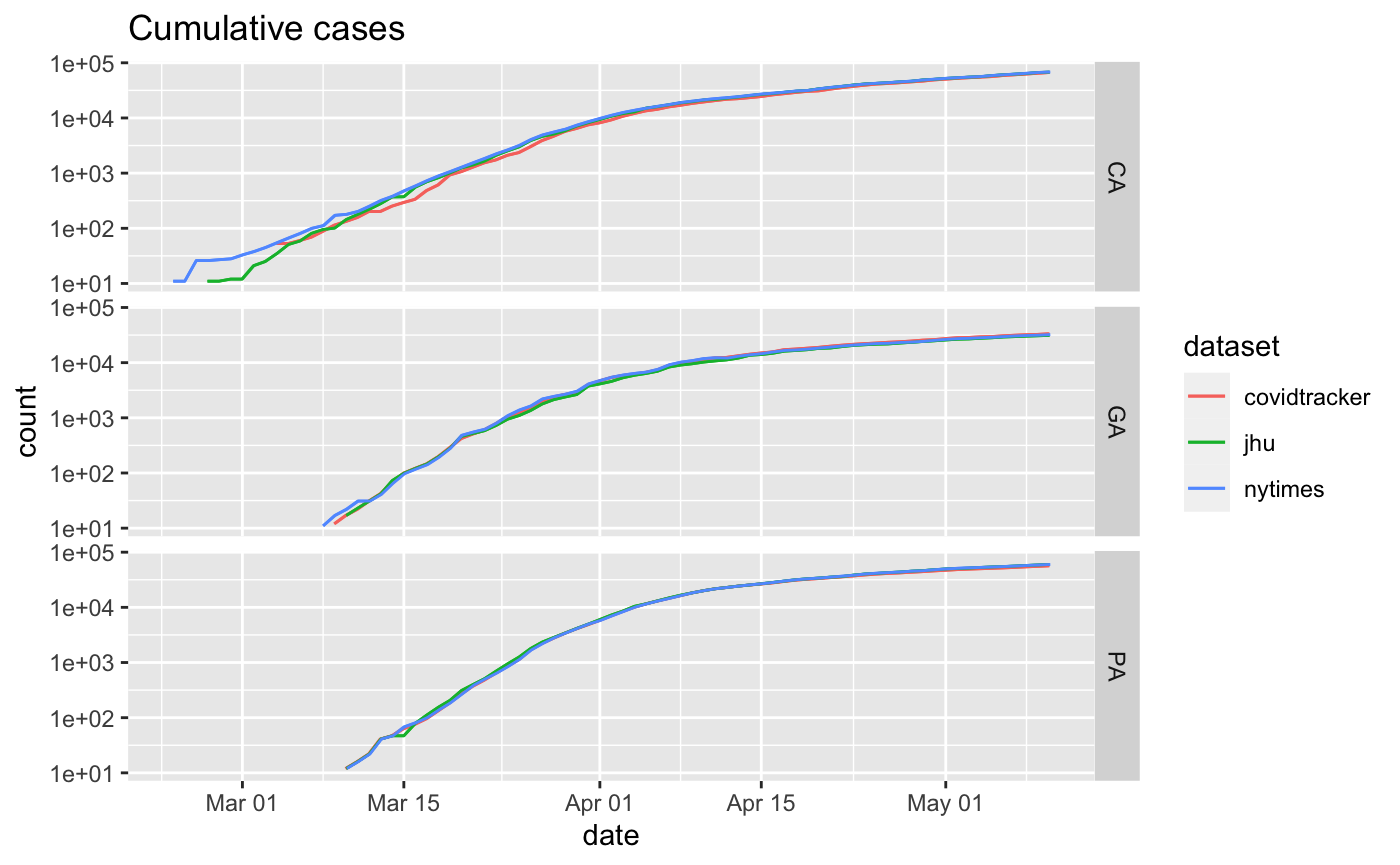 Cumulative cases
1e+05
1e+04
1e+03
1e+02
1e+01
CA
1e+05
1e+04
1e+03
1e+02
1e+01
GA
1e+05
1e+04
1e+03
1e+02
1e+01
PA
count
Mar 01 Mar 15 Apr 01 Apr 15 May 01
date
dataset
covidtracker
jhu
nytimes